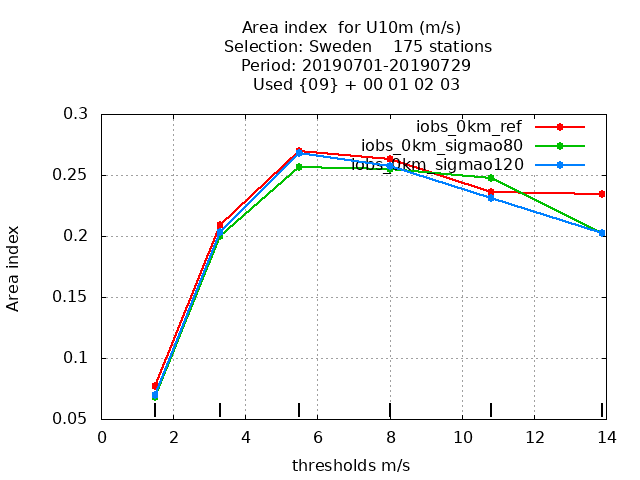 Area index  for U10m (m/s)
Selection: Sweden    175 stations
Period: 20190701-20190729
Used {09} + 00 01 02 03
iobs_0km_ref
iobs_0km_sigmao80
iobs_0km_sigmao120
0.3
0.25
0.2
0.15
0.1
0.05
Area index
0 2 4 6 8 10 12 14
thresholds m/s